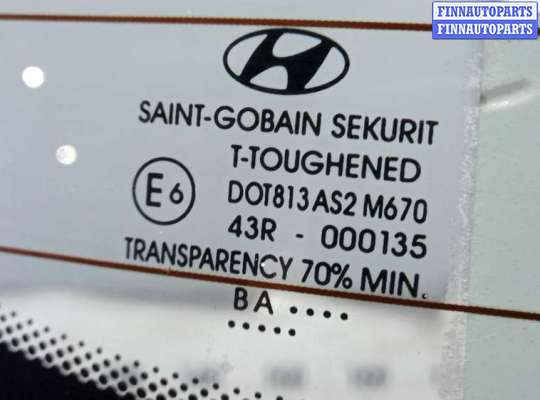 FINNAUTOPARTS
FINNAUTOPARTS
SAINT-GOBAIN SEKURIT
T-TOUGHENED
E6 DOT813 AS2 M670
43R - 000135
TRANSPARENCY 70% MIN.
BA ....
.....